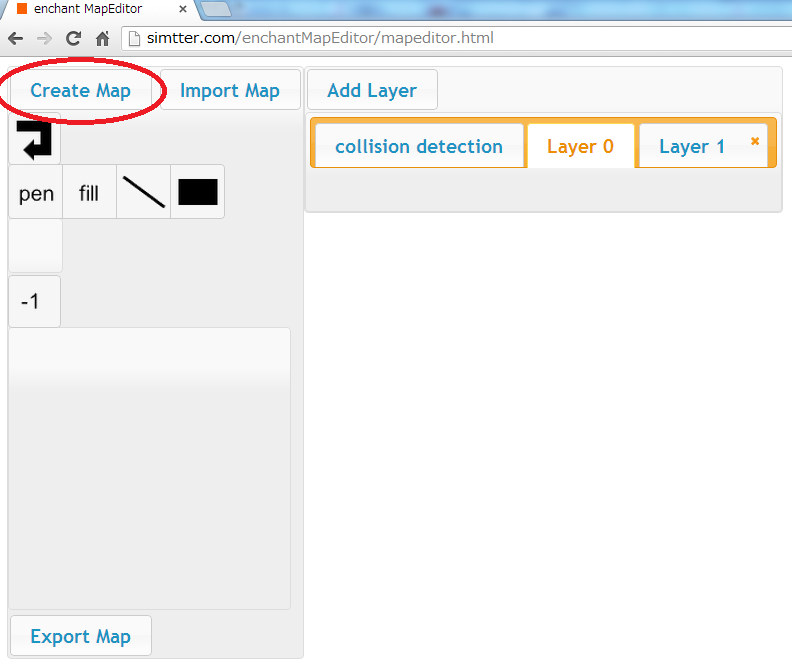 enchant MapEditor
simtter.com/enchantMapEditor/mapeditor.html
Create Map Import Map Add Layer
collision detection Layer 0 Layer 1
pen fill
-1
Export Map